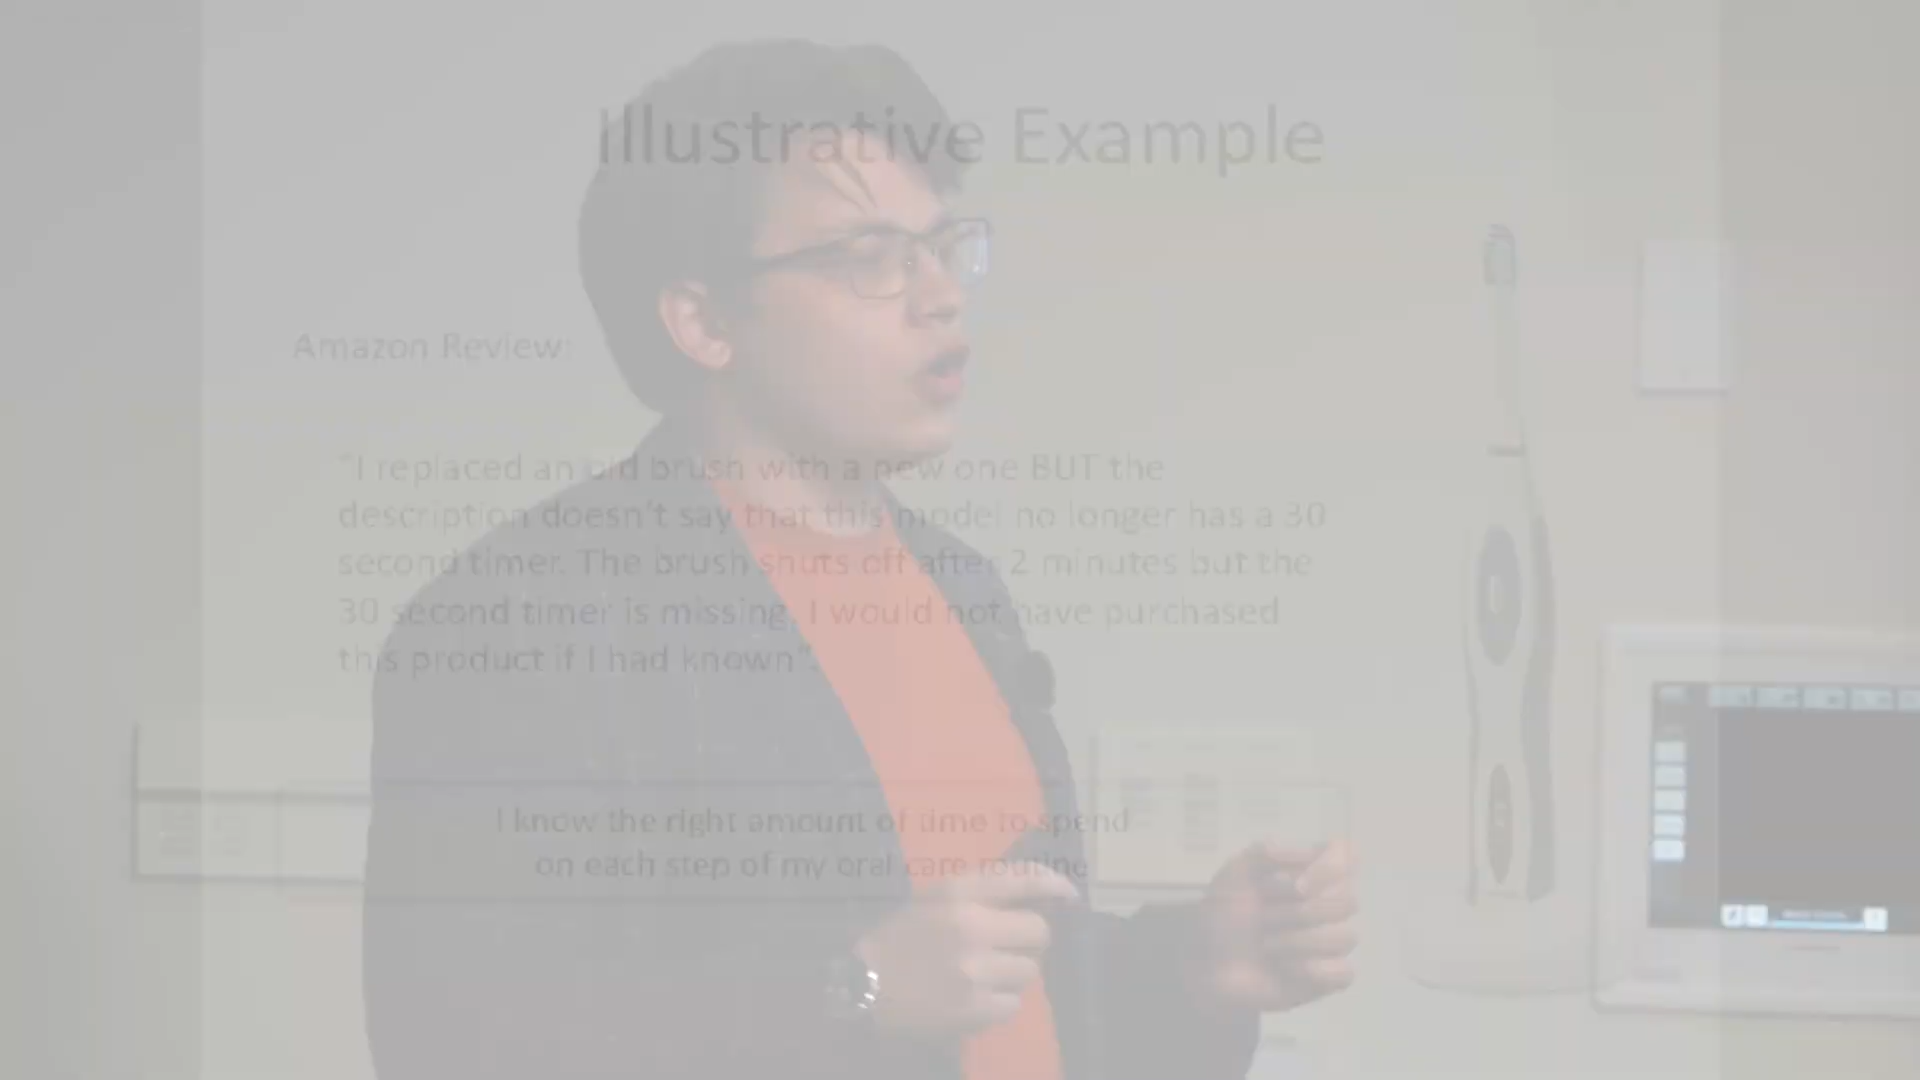 Illustrative Example
Amazon Review:
"I replaced an old brush with a new one BUT the
description doesn't say that this model no longer has a 30
second timer. The brush shuts off after 2 minutes but the
30 second timer is missing, I would not have purchased
this product if I had known".
I know the right amount of time to spend
on each step of my oral care routine